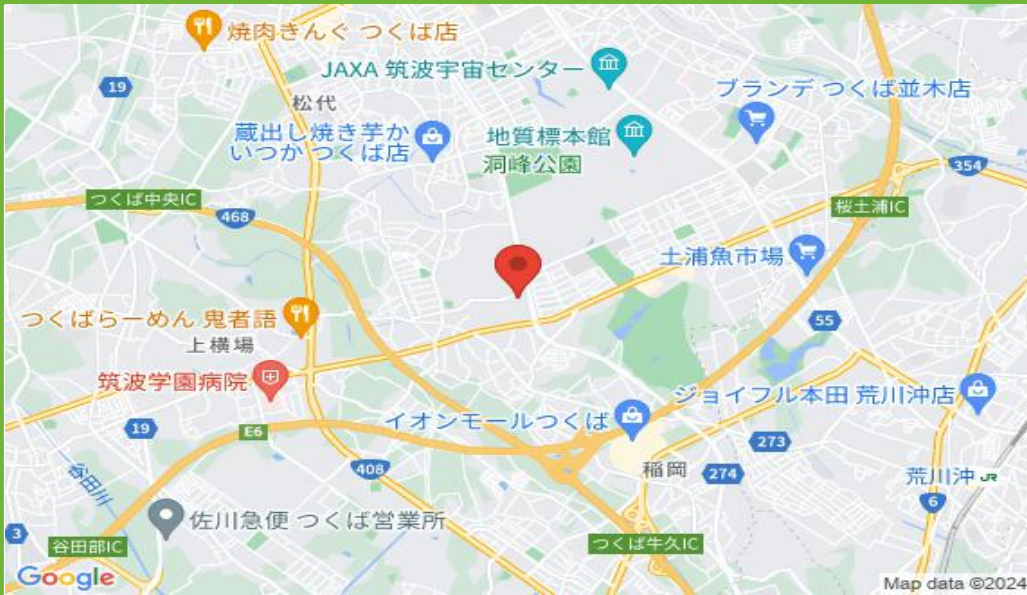 焼肉きんぐ つくば店
JAXA 筑波宇宙センター
19
松代
ブランデ つくば並木店
蔵出し焼き芋か
いつか つくば店
地質標本館
洞峰公園
354
つくば中央IC
468
桜土浦IC
土浦魚市場
つくばらーめん 鬼者語
上横場
55
筑波学園病院
ジョイフル本田 荒川沖店
イオンモールつくば
19
E6
273
408
稲岡
274
荒川沖 JR
谷田川
6
佐川急便 つくば営業所
3
谷田部IC
つくば牛久IC
Google
Map data ©2024